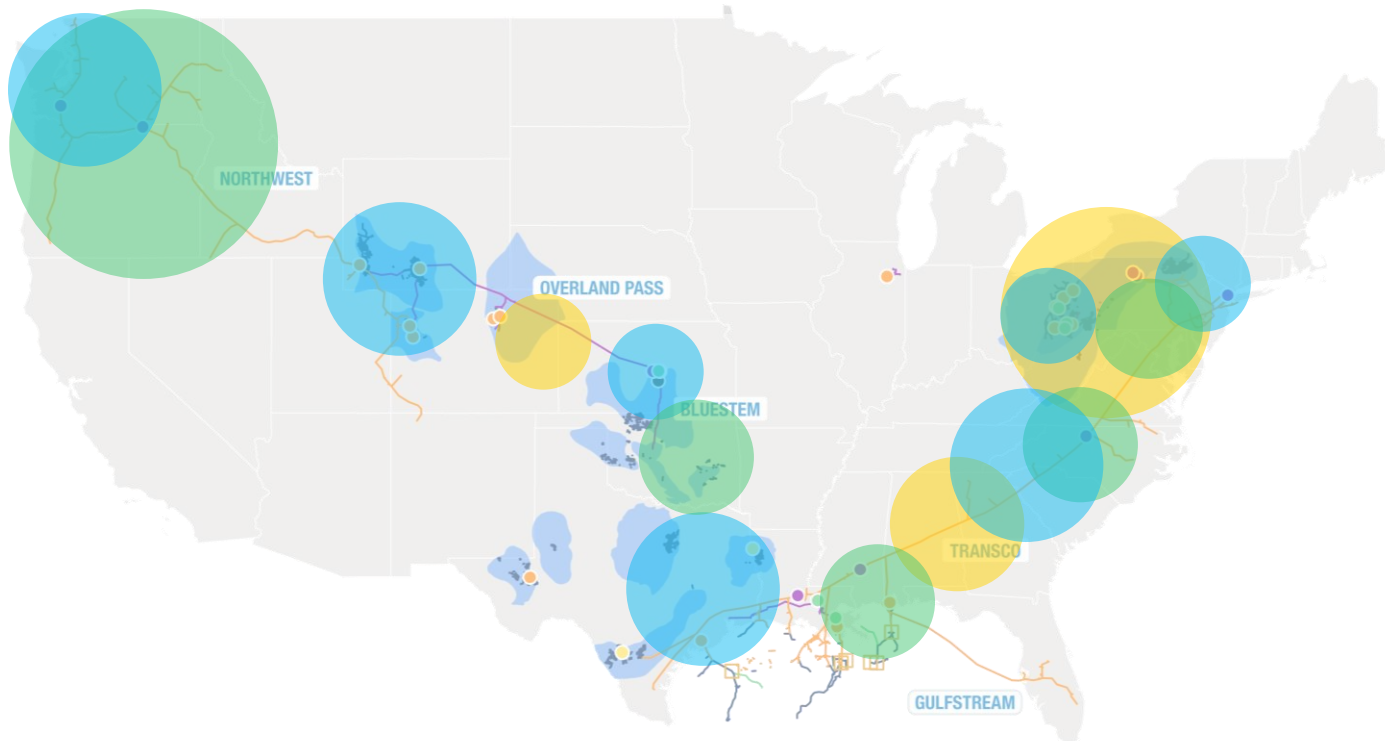 NORTHWEST
OVERLAND PASS
BLUESTEM
TRANSCO
GULFSTREAM